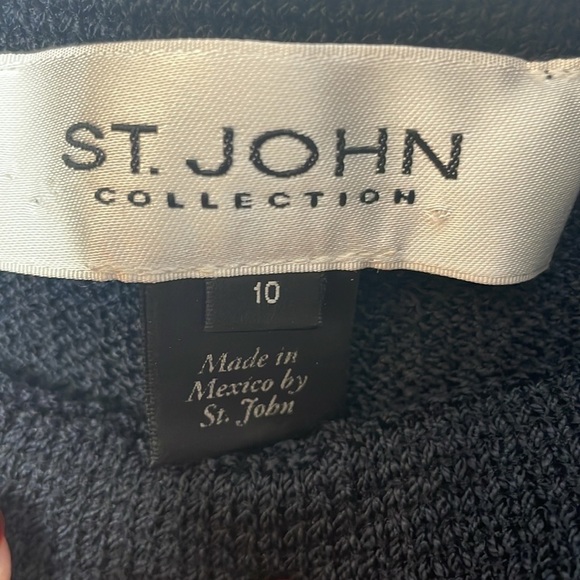 ST. JOHN
COLLECTION
10
Made in
Mexico by
St. John